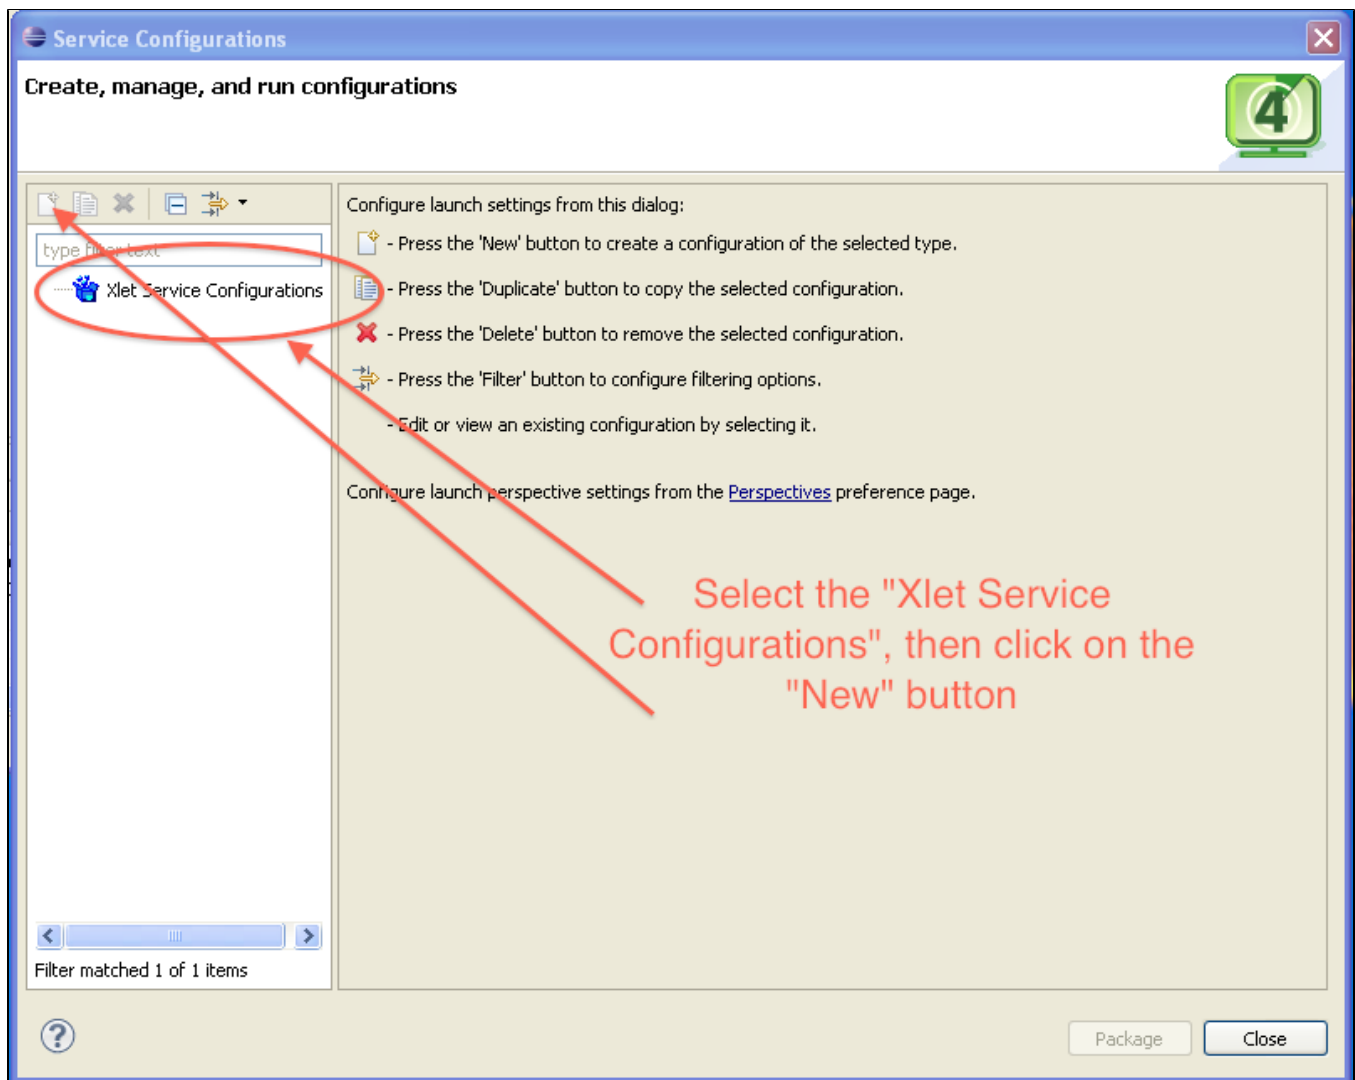 Service Configurations
Create, manage, and run configurations
4
type filter text
Xlet Service Configurations
Configure launch settings from this dialog:
- Press the 'New' button to create a configuration of the selected type.
- Press the 'Duplicate' button to copy the selected configuration.
- Press the 'Delete' button to remove the selected configuration.
- Press the 'Filter' button to configure filtering options.
- Edit or view an existing configuration by selecting it.
Configure launch perspective settings from the Perspectives preference page.
Select the "Xlet Service
Configurations", then click on the
"New" button
Filter matched 1 of 1 items
?
Package
Close